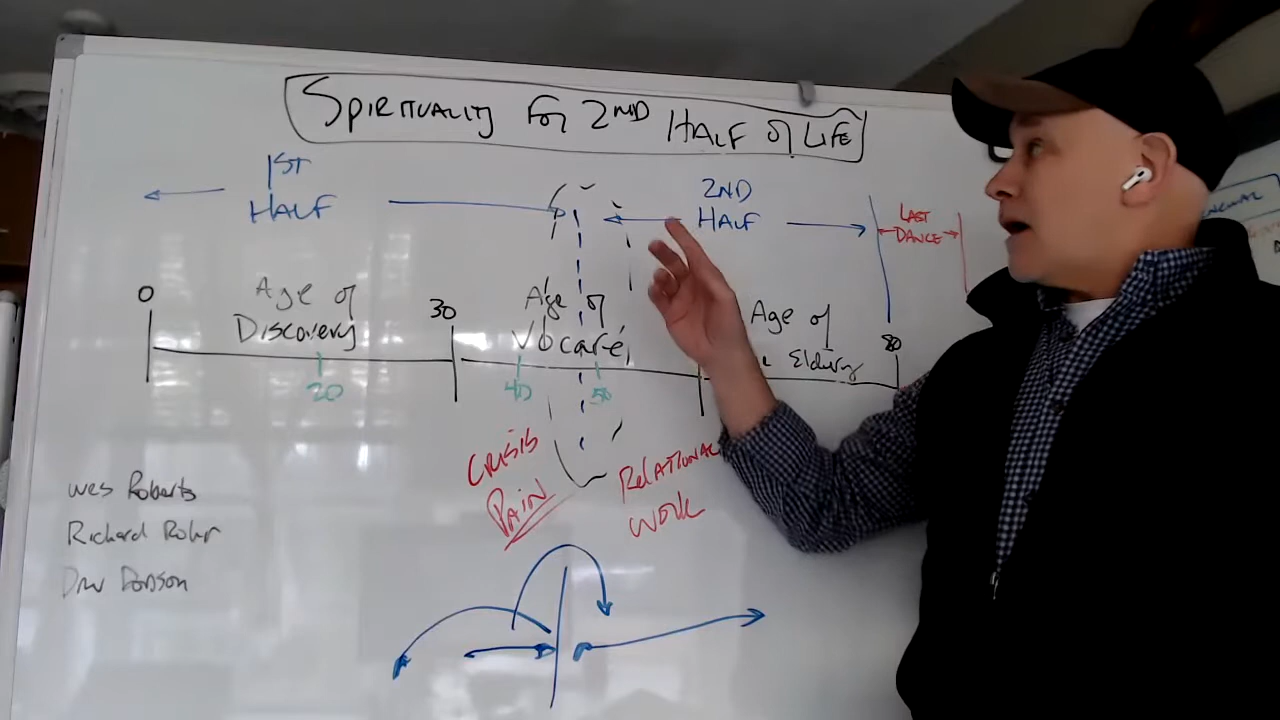 SPIRITUALITY FOR 2ND HALF OF LIFE
1ST
HALF
2ND
HALF
LAST
DANCE
0
Age of
Discovery
30
Age of
Vocare
Age of
Eldering
80
20
40
50
CRISIS
PAIN
RELATIONAL
WORK
Wes Roberts
Richard Rohr
Drw Dodson